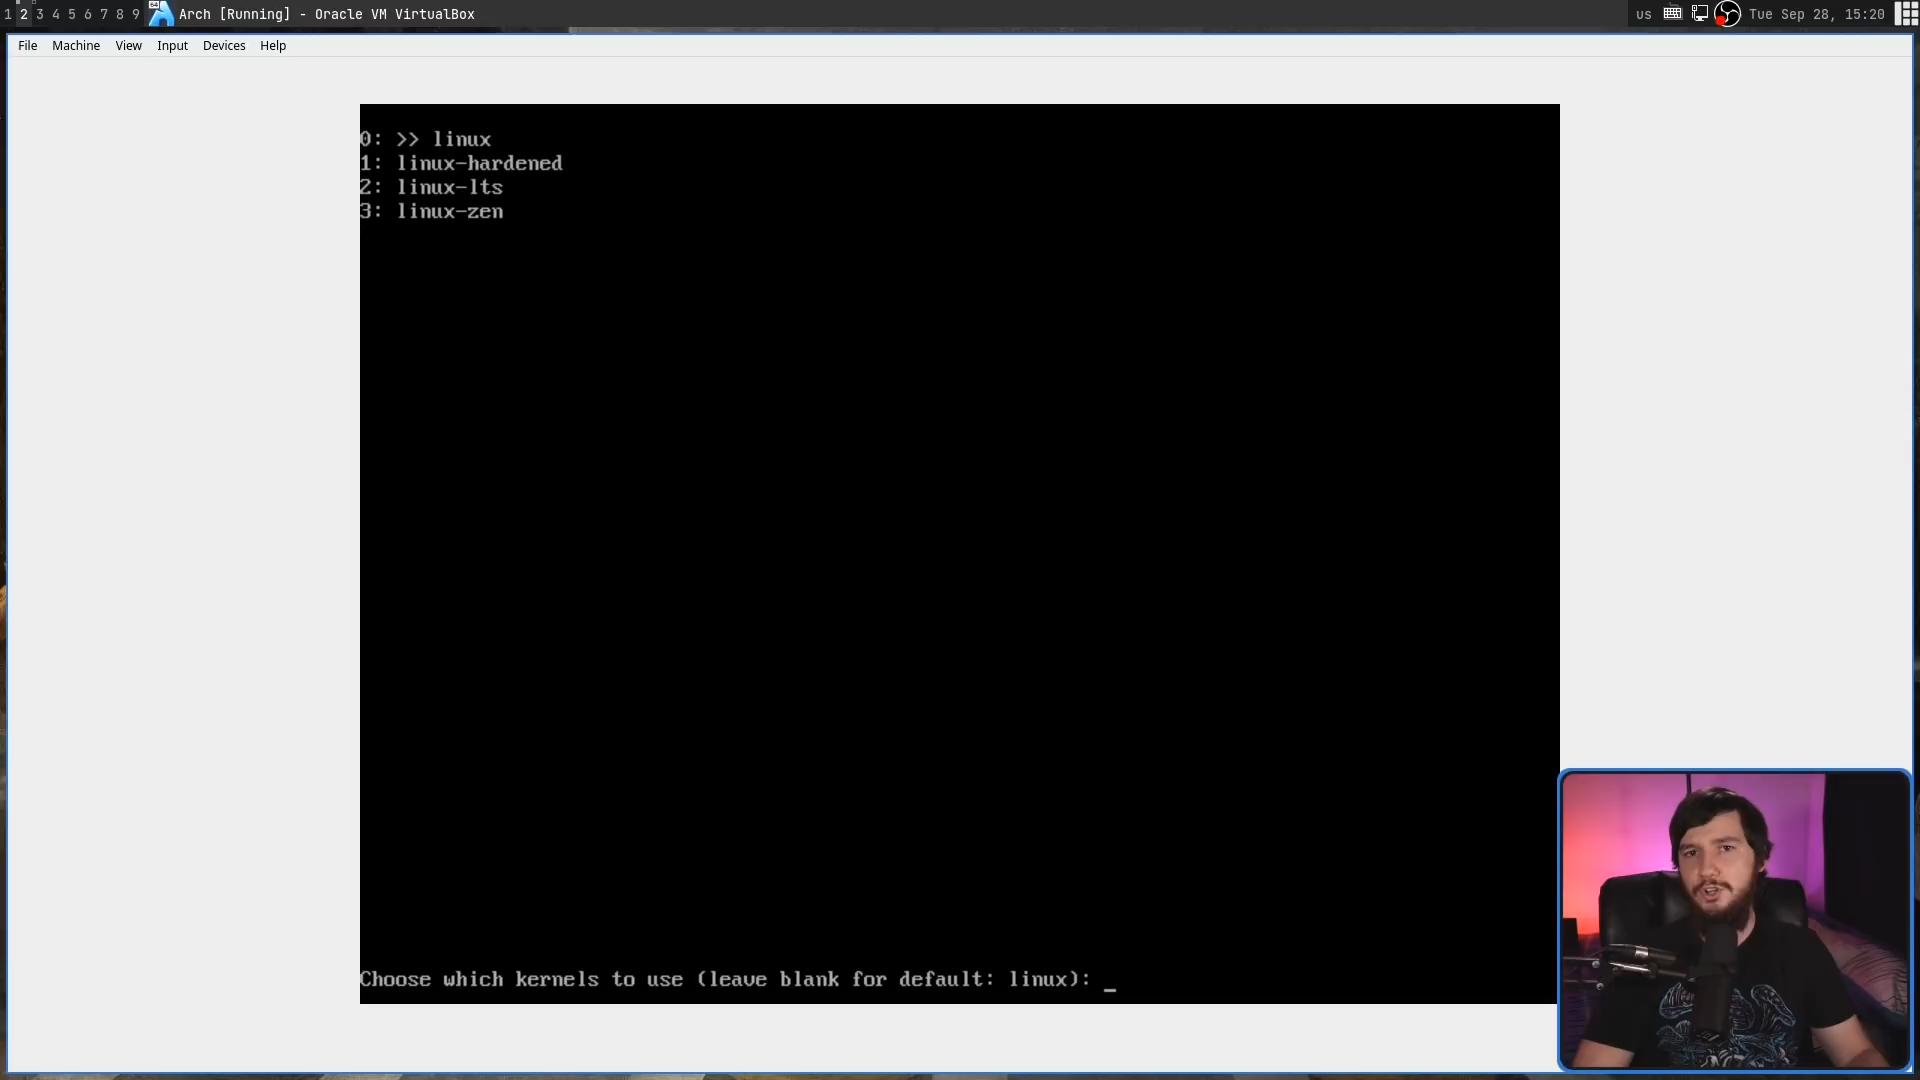 1 2 3 4 5 6 7 8 9 Arch [Running] - Oracle VM VirtualBox us Tue Sep 28, 15:20
File Machine View Input Devices Help
0: >> linux
1: linux-hardened
2: linux-lts
3: linux-zen
Choose which kernels to use (leave blank for default: linux): _